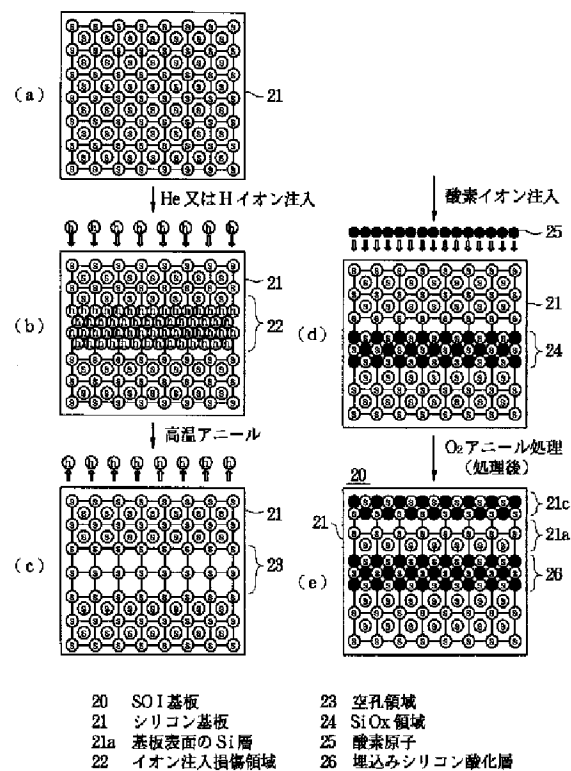 (a)
21
He又はHイオン注入
h h h h h h h h
(b)
21
22
高温アニール
h h h h h h h h
(c)
21
23
酸素イオン注入
25
(d)
21
24
O₂アニール処理
(処理後)
20
21c
21
21a
26
(e)
20 SOI基板
21 シリコン基板
21a 基板表面のSi層
22 イオン注入損傷領域
23 空孔領域
24 SiOx領域
25 酸素原子
26 埋込みシリコン酸化層